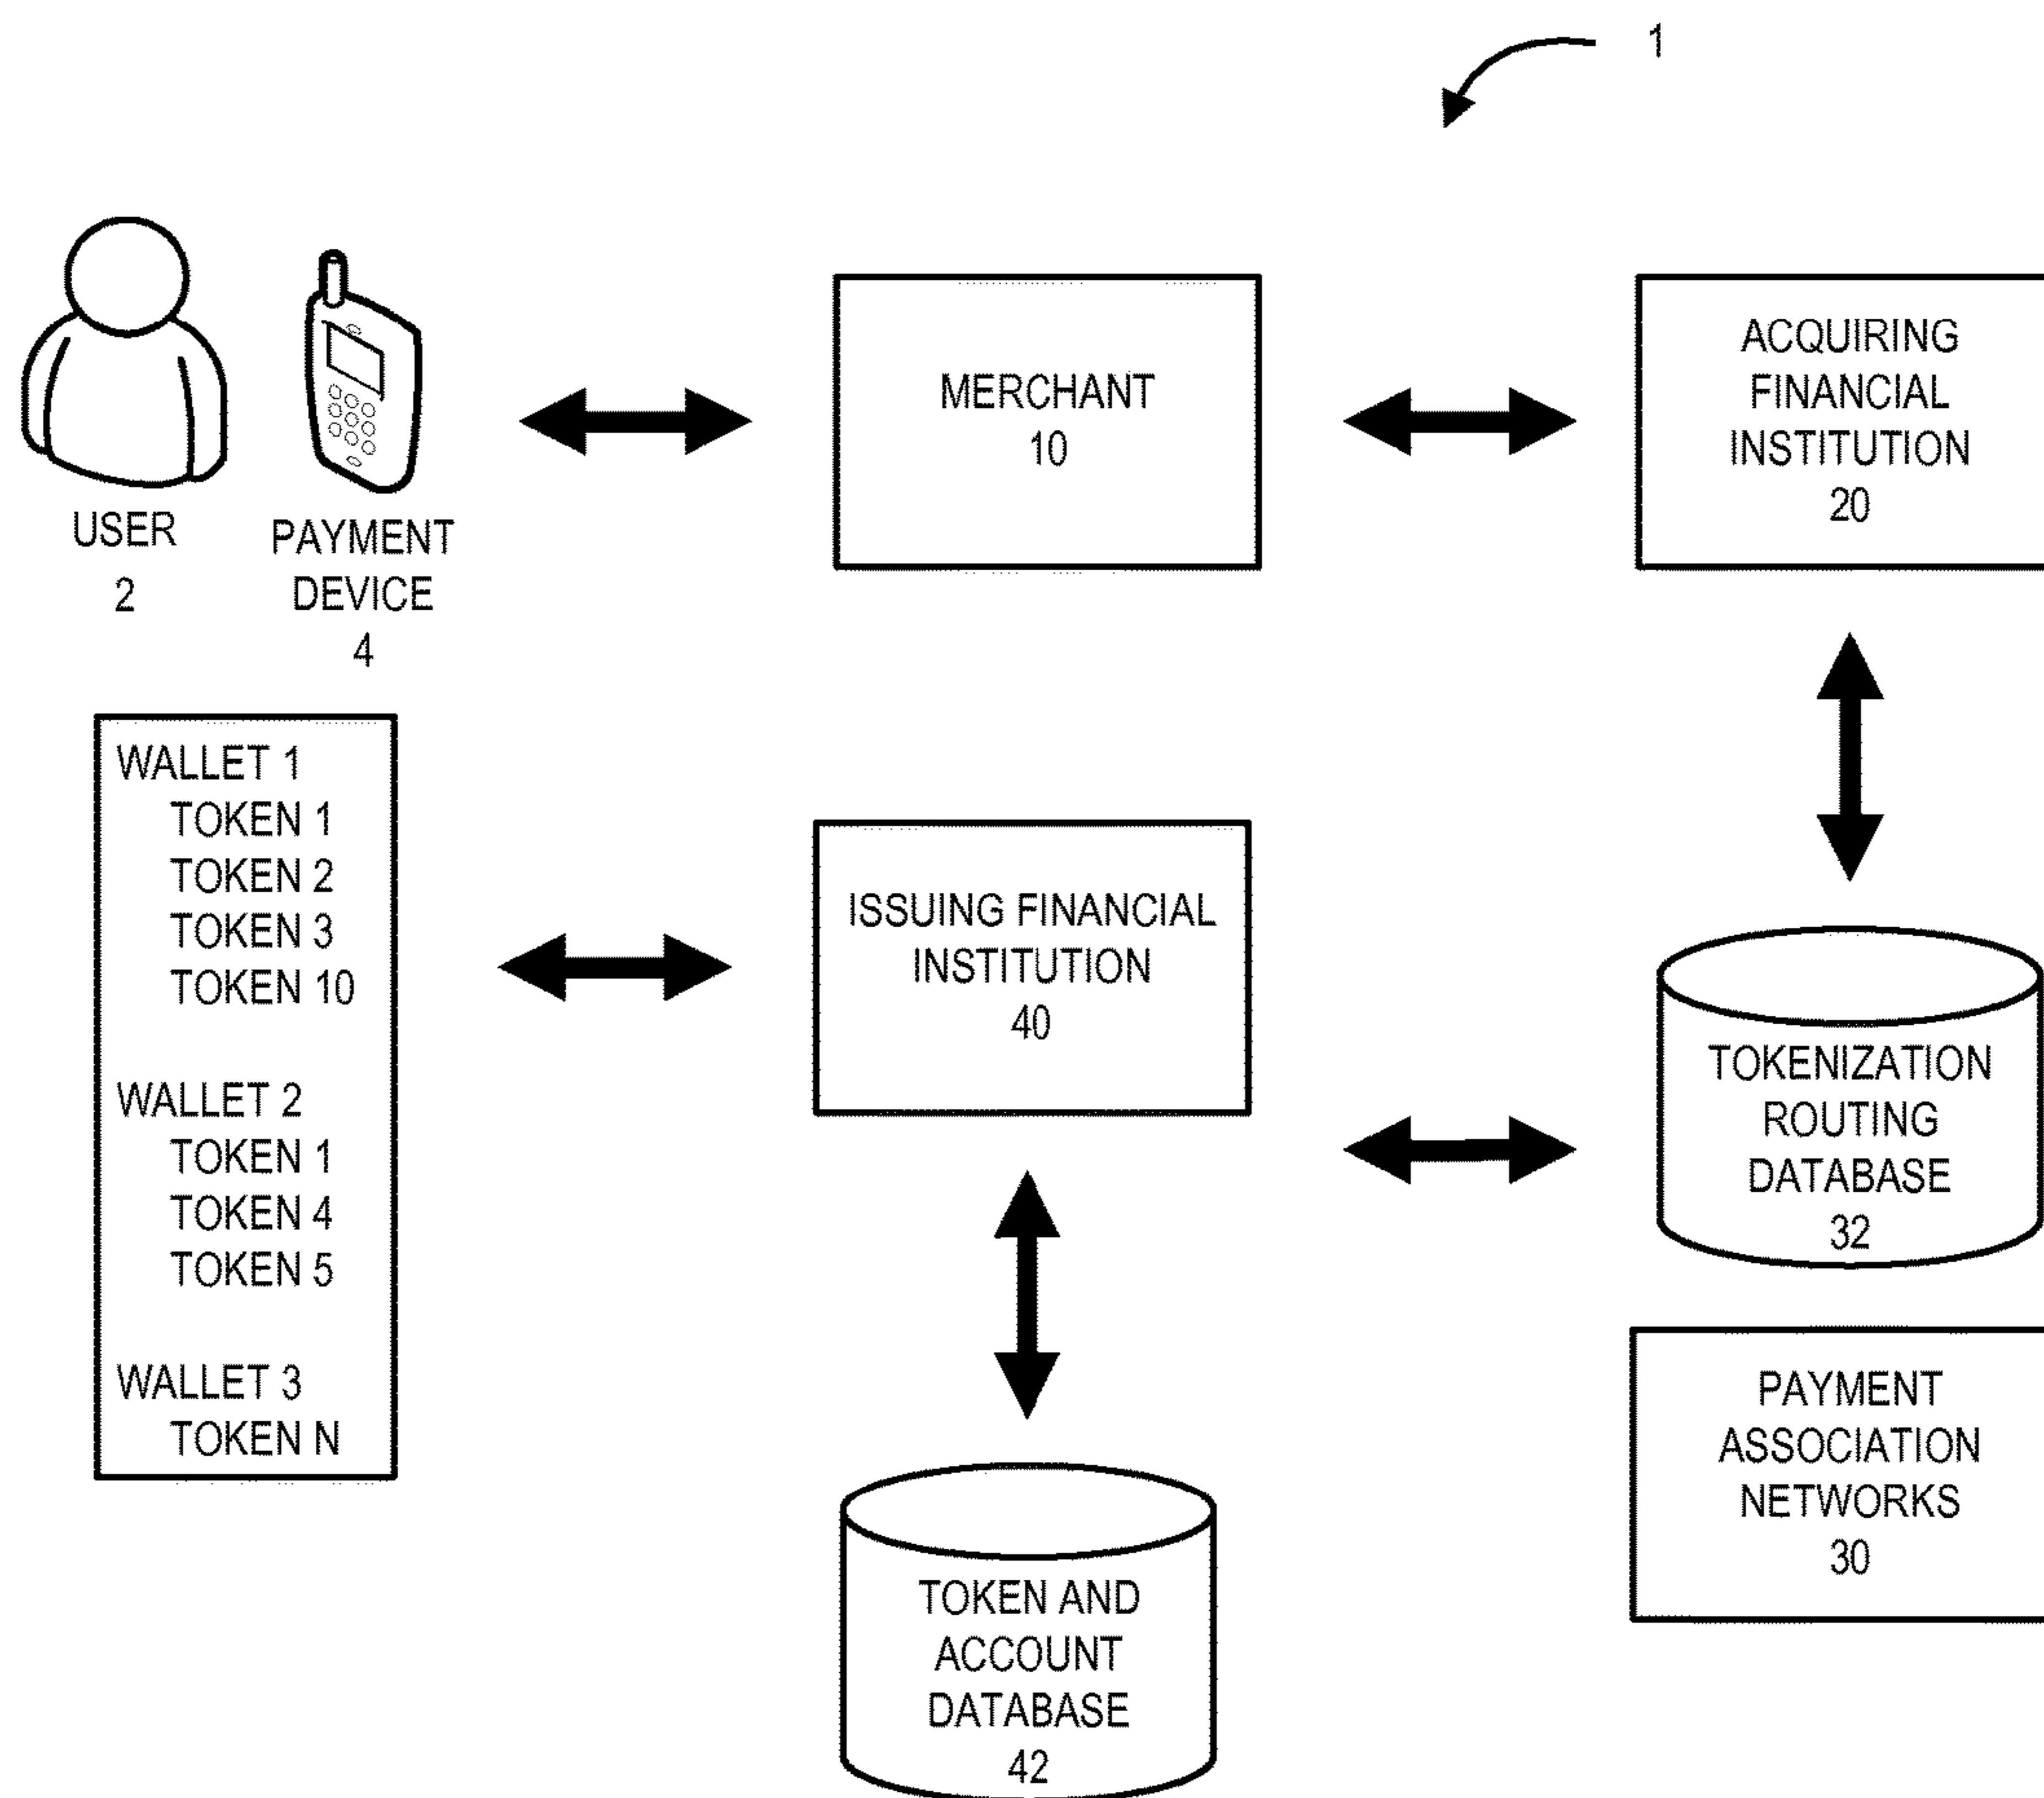 1
USER
2
PAYMENT
DEVICE
4
MERCHANT
10
ACQUIRING
FINANCIAL
INSTITUTION
20
WALLET 1
TOKEN 1
TOKEN 2
TOKEN 3
TOKEN 10
WALLET 2
TOKEN 1
TOKEN 4
TOKEN 5
WALLET 3
TOKEN N
ISSUING FINANCIAL
INSTITUTION
40
TOKENIZATION
ROUTING
DATABASE
32
PAYMENT
ASSOCIATION
NETWORKS
30
TOKEN AND
ACCOUNT
DATABASE
42